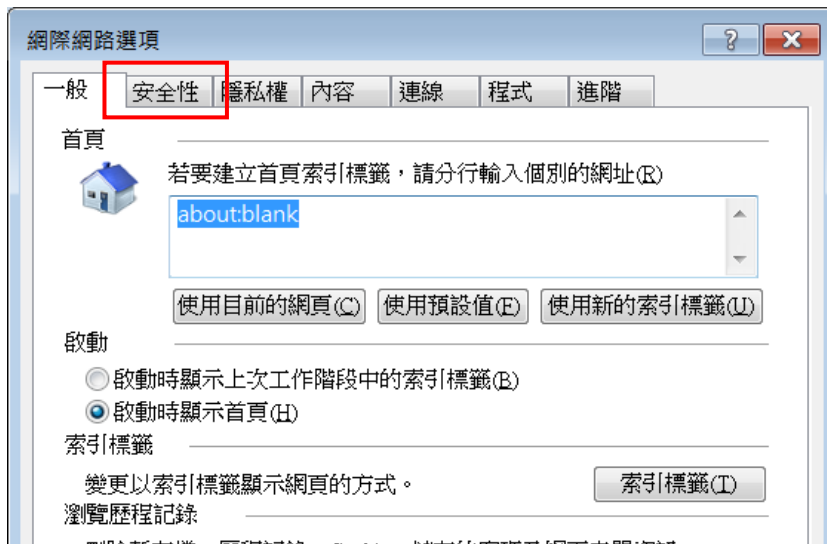 網際網路選項
一般 安全性 隱私權 內容 連線 程式 進階
首頁
若要建立首頁索引標籤，請分行輸入個別的網址(R)
about:blank
使用目前的網頁(C) 使用預設值(F) 使用新的索引標籤(U)
啟動
啟動時顯示上次工作階段中的索引標籤(B)
啟動時顯示首頁(H)
索引標籤
變更以索引標籤顯示網頁的方式。 索引標籤(T)
瀏覽歷程記錄